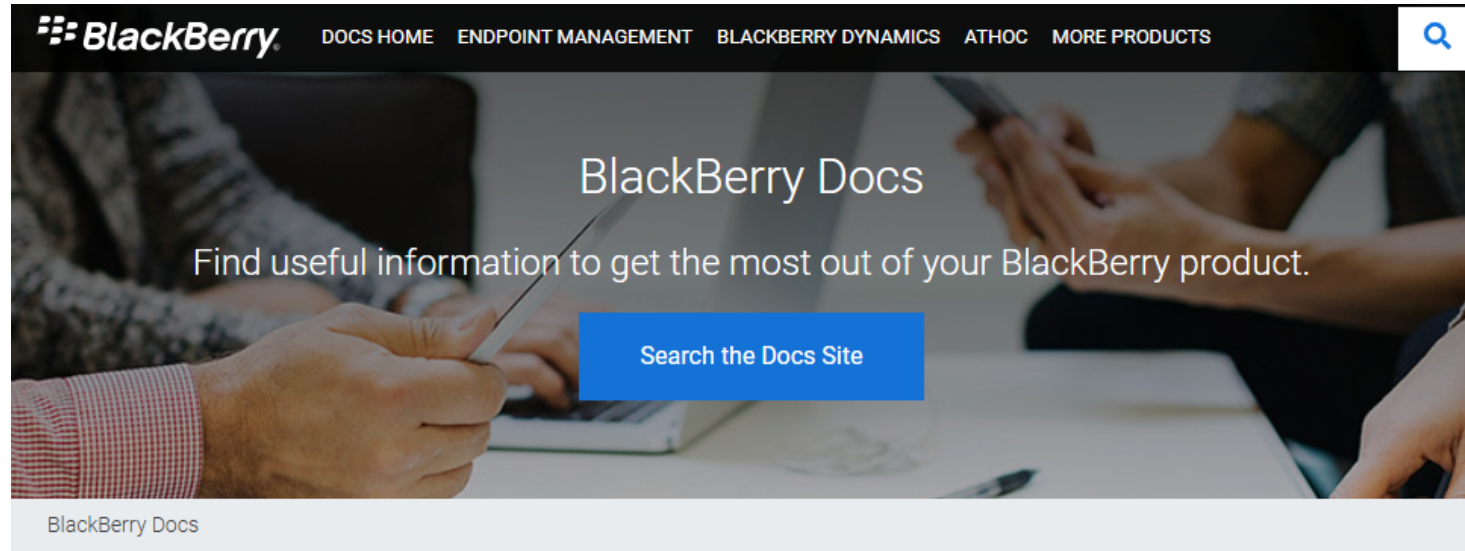 BlackBerry® DOCS HOME ENDPOINT MANAGEMENT BLACKBERRY DYNAMICS ATHOC MORE PRODUCTS
BlackBerry Docs
Find useful information to get the most out of your BlackBerry product.
Search the Docs Site
BlackBerry Docs